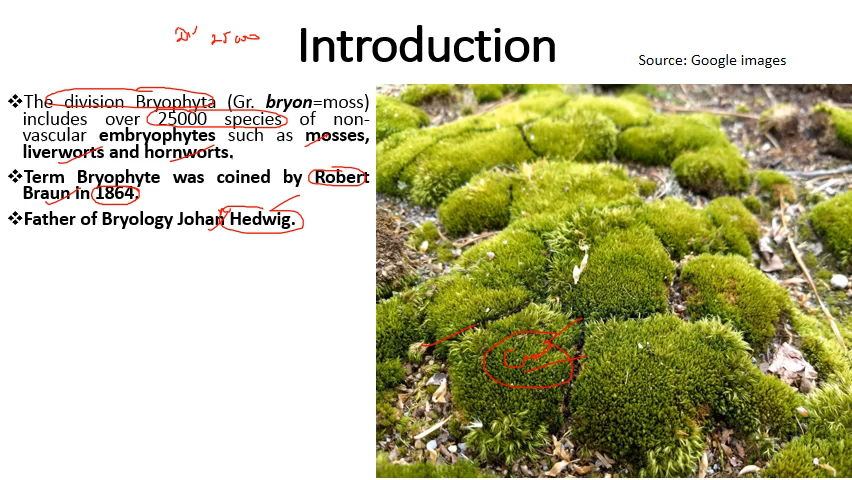 25000
Introduction
Source: Google images
❖The division Bryophyta (Gr. bryon=moss)
includes over 25000 species of non-
vascular embryophytes such as mosses,
liverworts and hornworts.
❖Term Bryophyte was coined by Robert
Braun in 1864.
❖Father of Bryology Johan Hedwig.